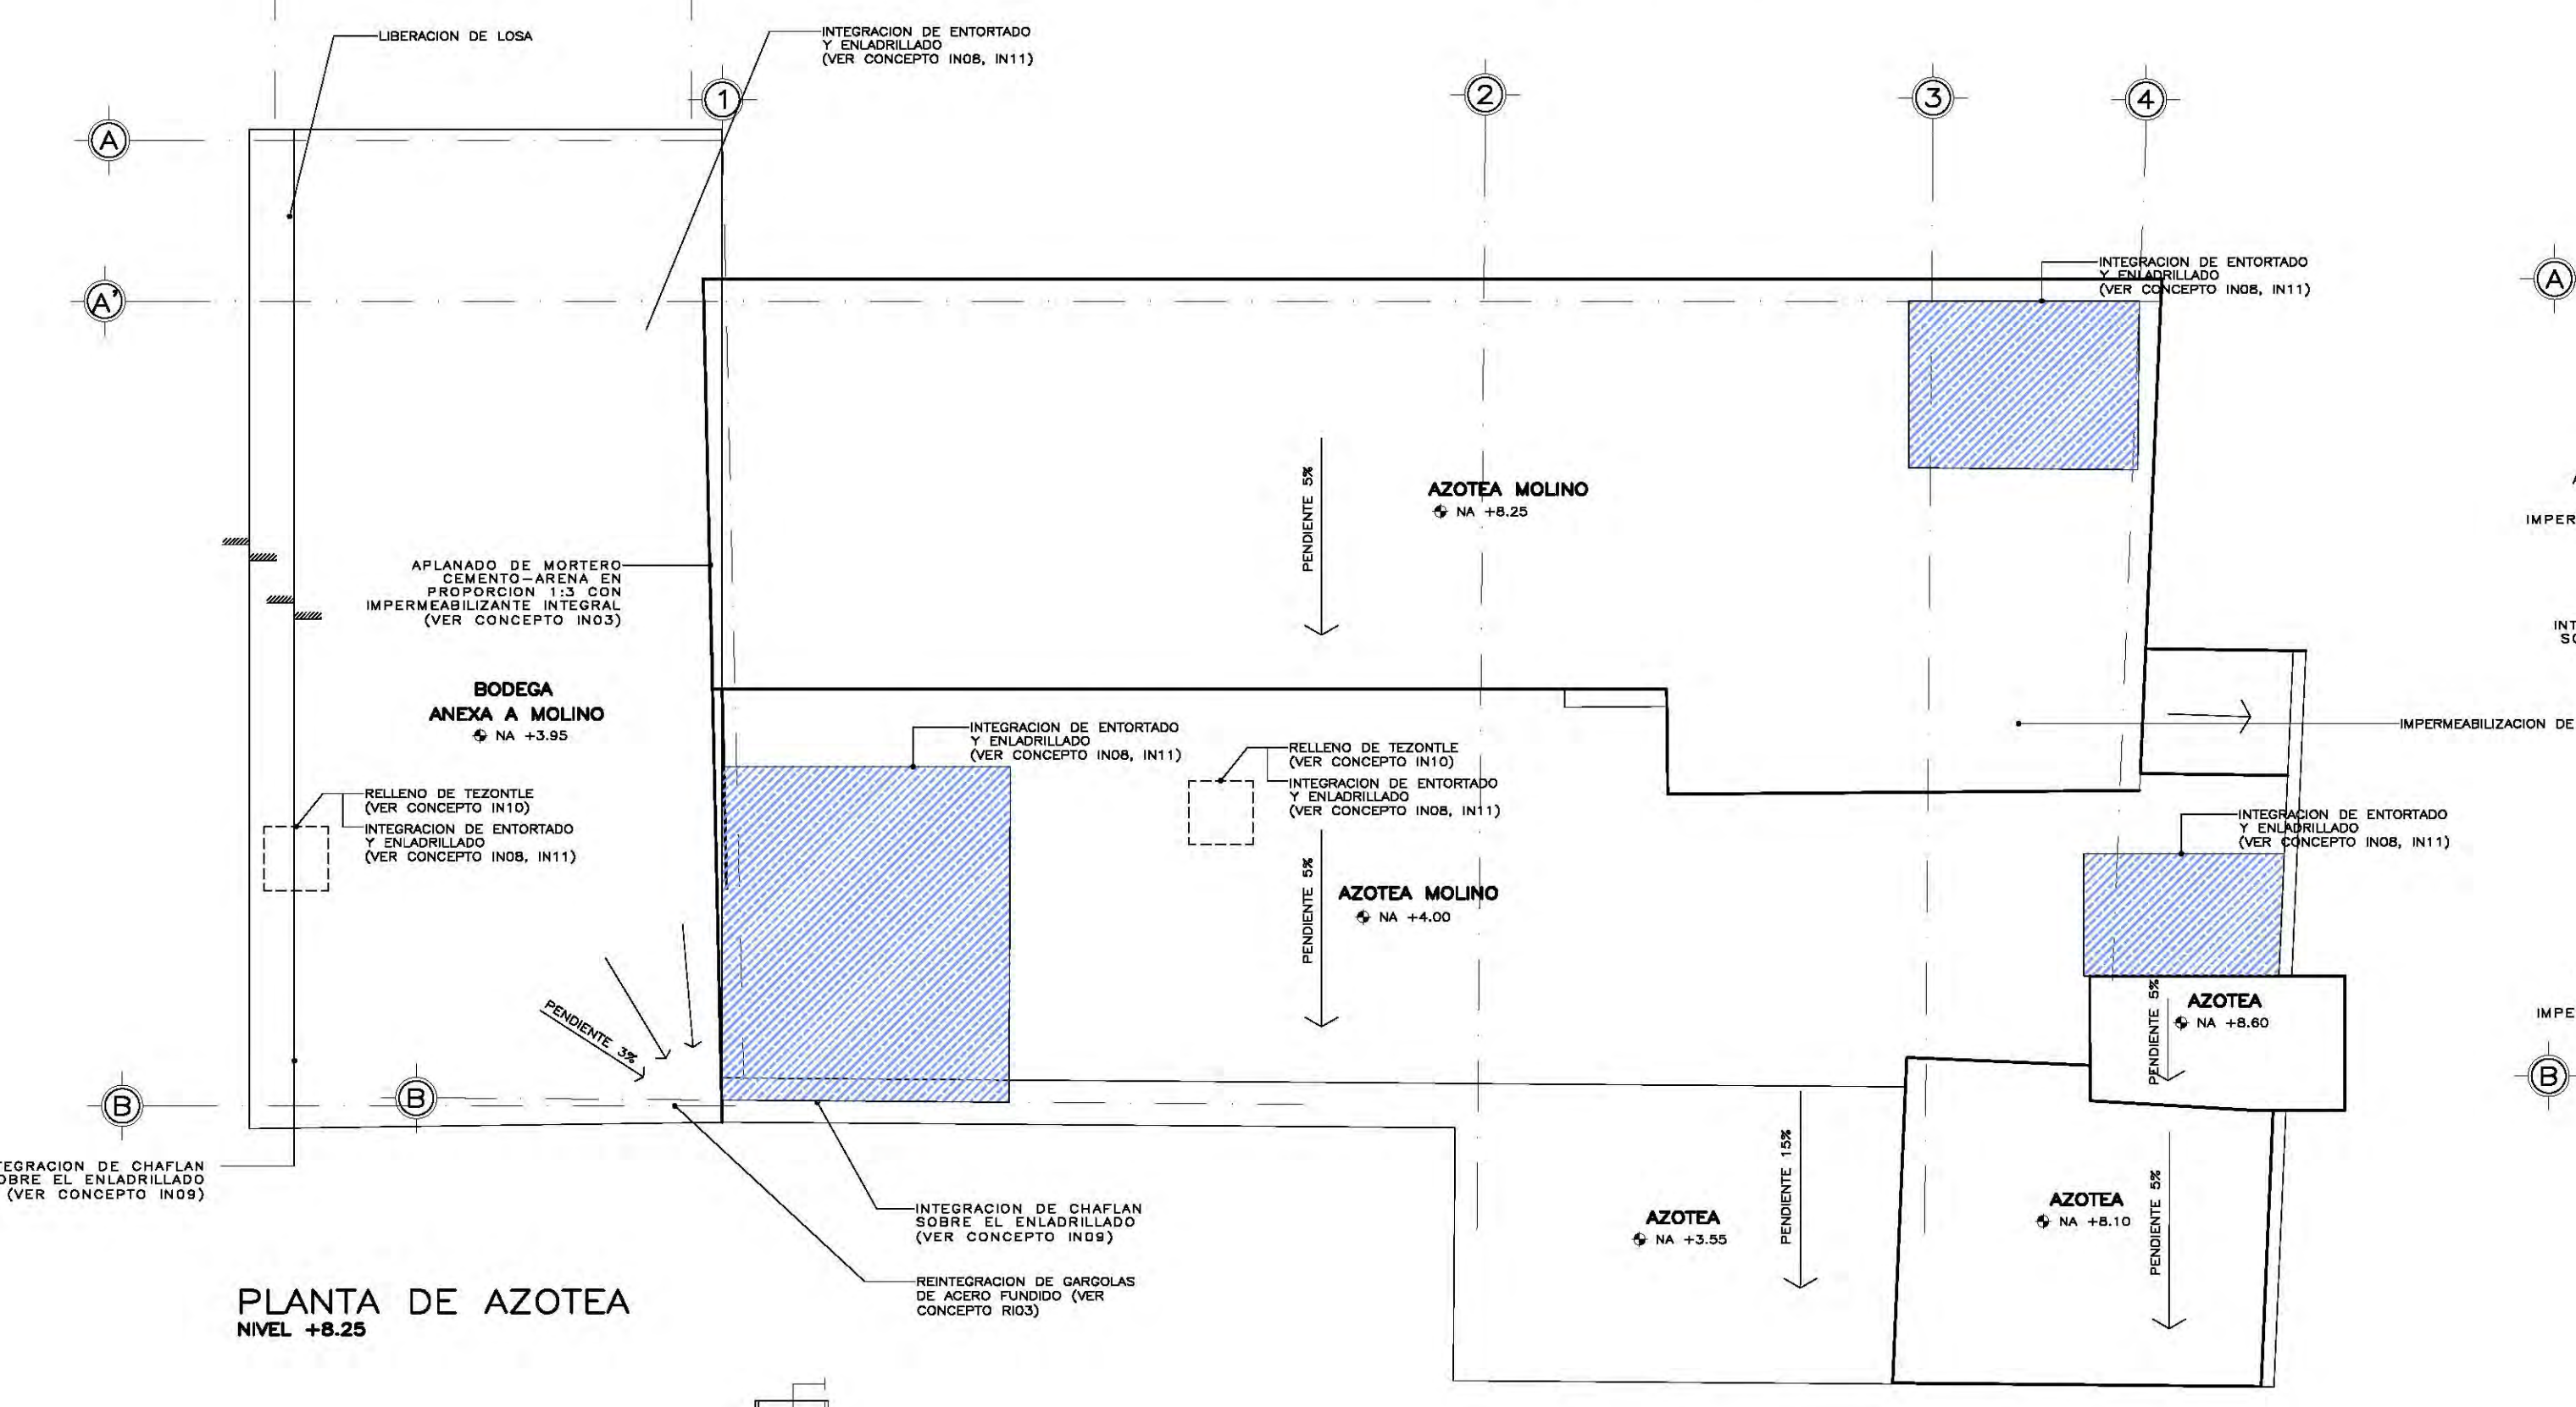 LIBERACION DE LOSA
INTEGRACION DE ENTORTADO
Y ENLADRILLADO
(VER CONCEPTO IN08, IN11)
1
2
3
4
A
A'
A
INTEGRACION DE ENTORTADO
Y ENLADRILLADO
(VER CONCEPTO IN08, IN11)
PENDIENTE 5%
AZOTEA MOLINO
NA +8.25
IMPER
APLANADO DE MORTERO
CEMENTO-ARENA EN
PROPORCION 1:3 CON
IMPERMEABILIZANTE INTEGRAL
(VER CONCEPTO IN03)
INT
BODEGA
ANEXA A MOLINO
NA +3.95
INTEGRACION DE ENTORTADO
Y ENLADRILLADO
(VER CONCEPTO IN08, IN11)
RELLENO DE TEZONTLE
(VER CONCEPTO IN10)
INTEGRACION DE ENTORTADO
Y ENLADRILLADO
(VER CONCEPTO IN08, IN11)
IMPERMEABILIZACION DE
RELLENO DE TEZONTLE
(VER CONCEPTO IN10)
INTEGRACION DE ENTORTADO
Y ENLADRILLADO
(VER CONCEPTO IN08, IN11)
INTEGRACION DE ENTORTADO
Y ENLADRILLADO
(VER CONCEPTO IN08, IN11)
PENDIENTE 5%
AZOTEA MOLINO
NA +4.00
PENDIENTE 3%
PENDIENTE 5%
AZOTEA
NA +8.60
IMPE
B
B
B
TEGRACION DE CHAFLAN
OBRE EL ENLADRILLADO
(VER CONCEPTO IN09)
INTEGRACION DE CHAFLAN
SOBRE EL ENLADRILLADO
(VER CONCEPTO IN09)
REINTEGRACION DE GARGOLAS
DE ACERO FUNDIDO (VER
CONCEPTO RI03)
AZOTEA
NA +3.55
PENDIENTE 15%
AZOTEA
NA +8.10
PENDIENTE 5%
PLANTA DE AZOTEA
NIVEL +8.25